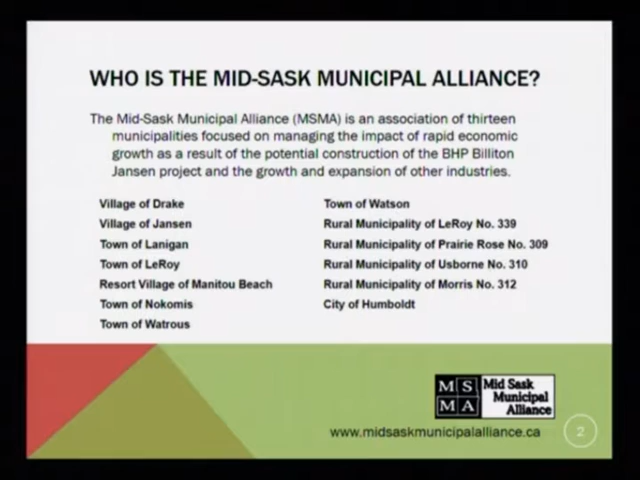 WHO IS THE MID-SASK MUNICIPAL ALLIANCE?
The Mid-Sask Municipal Alliance (MSMA) is an association of thirteen
municipalities focused on managing the impact of rapid economic
growth as a result of the potential construction of the BHP Billiton
Jansen project and the growth and expansion of other industries.
Village of Drake
Village of Jansen
Town of Lanigan
Town of LeRoy
Resort Village of Manitou Beach
Town of Nokomis
Town of Watrous
Town of Watson
Rural Municipality of LeRoy No. 339
Rural Municipality of Prairie Rose No. 309
Rural Municipality of Usborne No. 310
Rural Municipality of Morris No. 312
City of Humboldt
M S
M A
Mid Sask
Municipal
Alliance
www.midsaskmunicipalalliance.ca
2